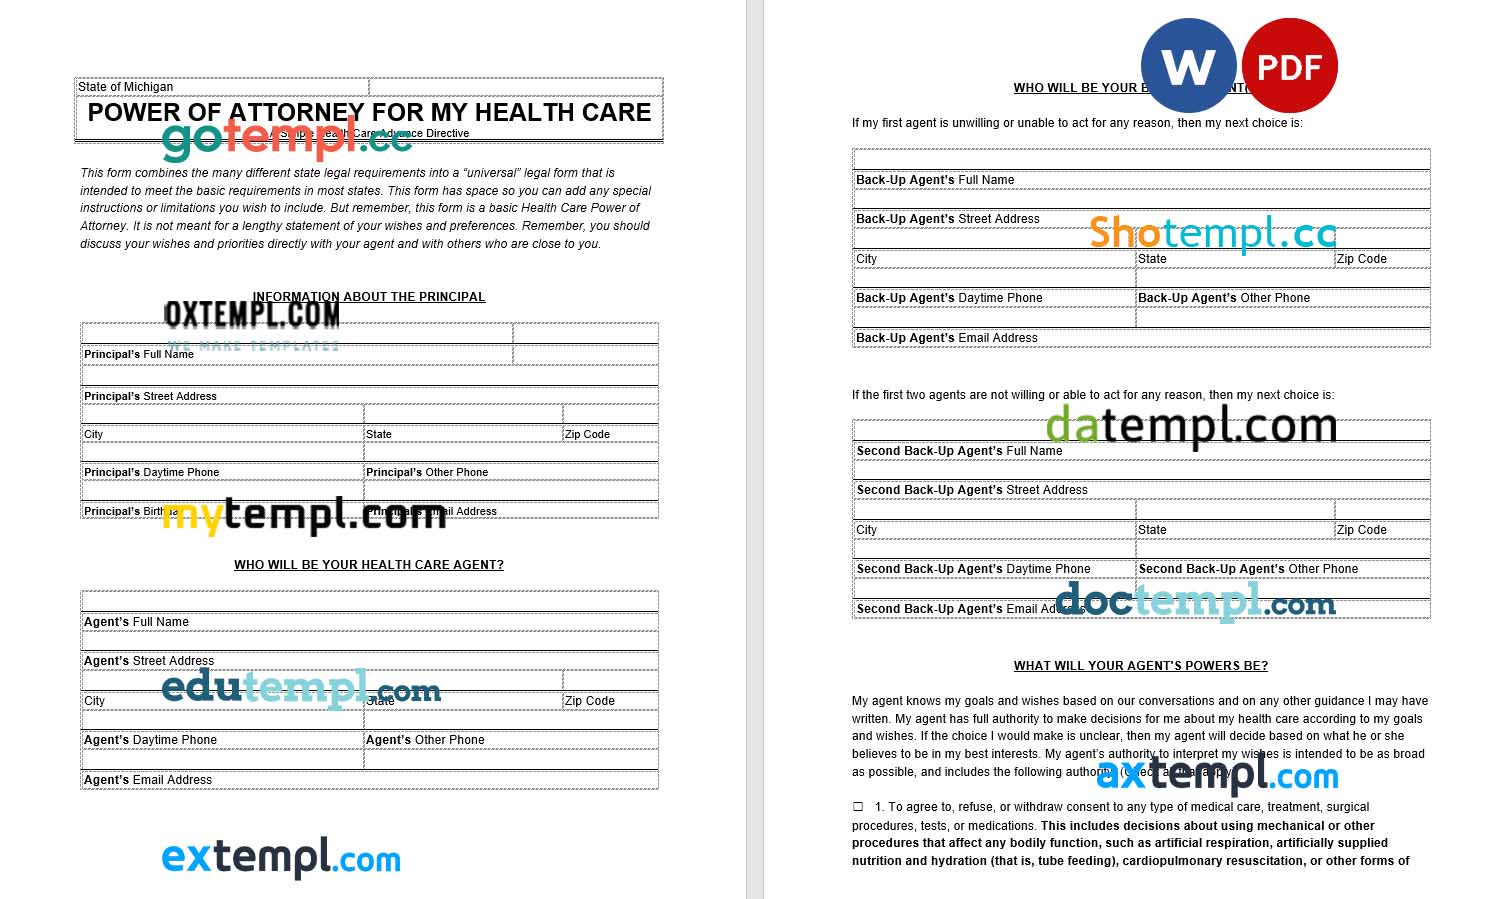 State of Michigan
POWER OF ATTORNEY FOR MY HEALTH CARE
A Simple Health Care Advance Directive
gotempl.cc
This form combines the many different state legal requirements into a “universal” legal form that is
intended to meet the basic requirements in most states. This form has space so you can add any special
instructions or limitations you wish to include. But remember, this form is a basic Health Care Power of
Attorney. It is not meant for a lengthy statement of your wishes and preferences. Remember, you should
discuss your wishes and priorities directly with your agent and with others who are close to you.
INFORMATION ABOUT THE PRINCIPAL
OXTEMPL.COM
WE MAKE TEMPLATES
Principal’s Full Name
Principal’s Street Address
City State Zip Code
Principal’s Daytime Phone Principal’s Other Phone
Principal’s Birthday Principal’s Email Address
mytempl.com
WHO WILL BE YOUR HEALTH CARE AGENT?
Agent’s Full Name
Agent’s Street Address
edutempl.com
City State Zip Code
Agent’s Daytime Phone Agent’s Other Phone
Agent’s Email Address
extempl.com
W PDF
WHO WILL BE YOUR
If my first agent is unwilling or unable to act for any reason, then my next choice is:
Back-Up Agent’s Full Name
Back-Up Agent’s Street Address
Shotempl.cc
City State Zip Code
Back-Up Agent’s Daytime Phone Back-Up Agent’s Other Phone
Back-Up Agent’s Email Address
If the first two agents are not willing or able to act for any reason, then my next choice is:
datempl.com
Second Back-Up Agent’s Full Name
Second Back-Up Agent’s Street Address
City State Zip Code
Second Back-Up Agent’s Daytime Phone Second Back-Up Agent’s Other Phone
Second Back-Up Agent’s Email Address
doctempl.com
WHAT WILL YOUR AGENT'S POWERS BE?
My agent knows my goals and wishes based on our conversations and on any other guidance I may have
written. My agent has full authority to make decisions for me about my health care according to my goals
and wishes. If the choice I would make is unclear, then my agent will decide based on what he or she
believes to be in my best interests. My agent’s authority to interpret my wishes is intended to be as broad
as possible, and includes the following authority (Check all that apply
axtempl.com
☐ 1. To agree to, refuse, or withdraw consent to any type of medical care, treatment, surgical
procedures, tests, or medications. This includes decisions about using mechanical or other
procedures that affect any bodily function, such as artificial respiration, artificially supplied
nutrition and hydration (that is, tube feeding), cardiopulmonary resuscitation, or other forms of